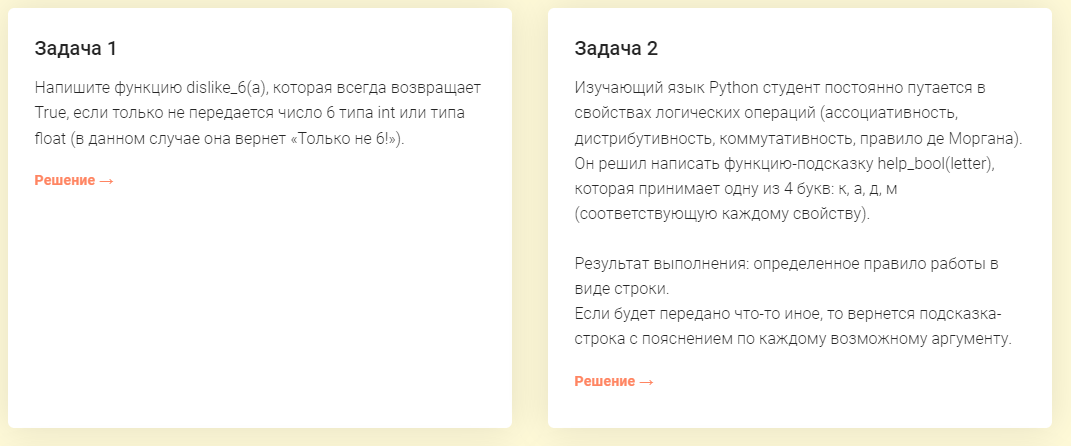 Задача 1
Напишите функцию dislike_6(a), которая всегда возвращает
True, если только не передается число 6 типа int или типа
float (в данном случае она вернет «Только не 6!»).
Решение →
Задача 2
Изучающий язык Python студент постоянно путается в
свойствах логических операций (ассоциативность,
дистрибутивность, коммутативность, правило де Моргана).
Он решил написать функцию-подсказку help_bool(letter),
которая принимает одну из 4 букв: к, а, д, м
(соответствующую каждому свойству).
Результат выполнения: определенное правило работы в
виде строки.
Если будет передано что-то иное, то вернется подсказка-
строка с пояснением по каждому возможному аргументу.
Решение →